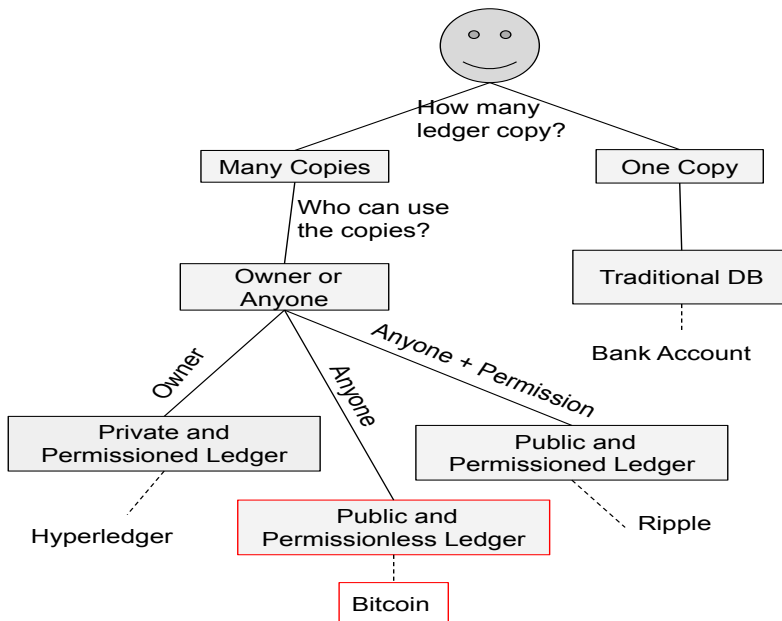 How many
ledger copy?
Many Copies
One Copy
Who can use
the copies?
Owner or
Anyone
Traditional DB
Bank Account
Owner
Anyone
Anyone + Permission
Private and
Permissioned Ledger
Public and
Permissioned Ledger
Hyperledger
Public and
Permissionless Ledger
Ripple
Bitcoin